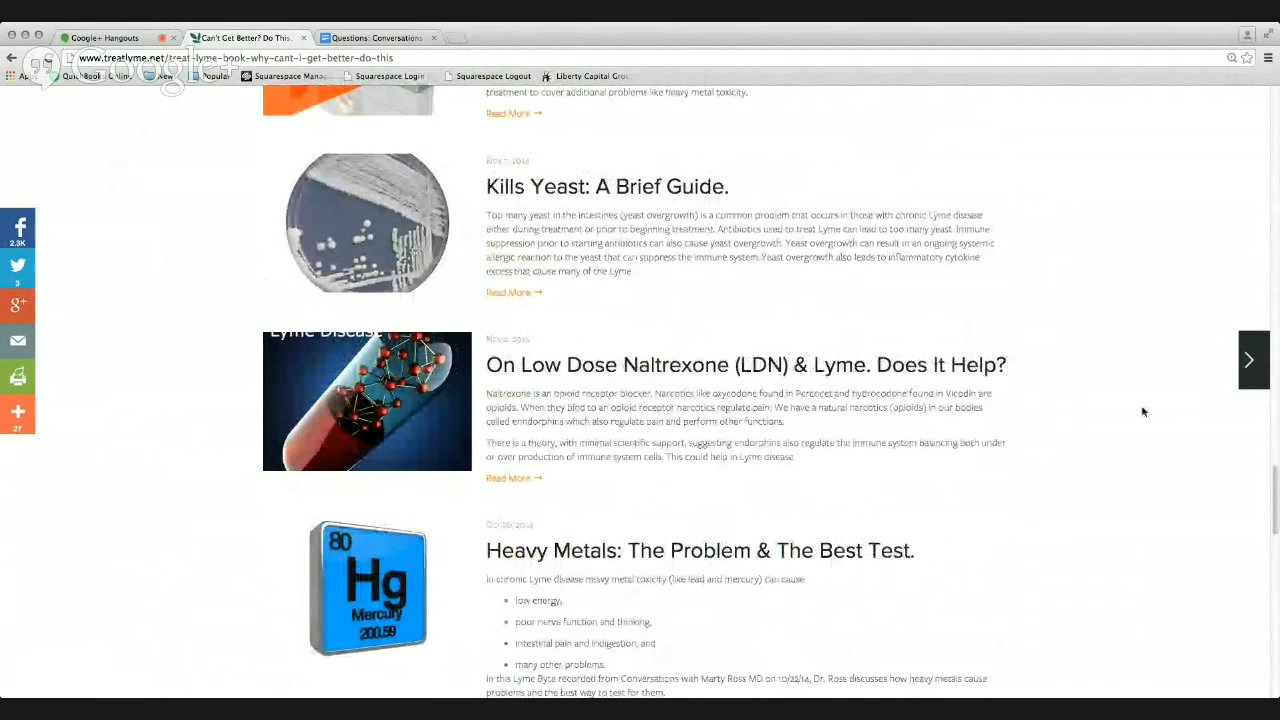 Google+ Hangouts
Can't Get Better? Do This.
Questions: Conversations
www.treatlyme.net/treat-lyme-book-why-cant-i-get-better-do-this
Google+
Apps
QuickBooks Online
New
Popular
Squarespace Mana
Squarespace Login
Squarespace Logout
Liberty Capital Grou
treatment to cover additional problems like heavy metal toxicity.
Read More →
Kills Yeast: A Brief Guide.
Too many yeast in the intestines (yeast overgrowth) is a common problem that occurs in those with chronic Lyme disease
either during treatment or prior to beginning treatment. Antibiotics used to treat Lyme can lead to too many yeast. Immune
suppression prior to starting antibiotics can also cause yeast overgrowth. Yeast overgrowth can result in an ongoing systemic
allergic reaction to the yeast that can suppress the immune system. Yeast overgrowth also leads to inflammatory cytokine
excess that cause many of the Lyme
Read More →
Lyme Disease
On Low Dose Naltrexone (LDN) & Lyme. Does It Help?
Naltrexone is an opioid receptor blocker. Narcotics like oxycodone found in Percocet and hydrocodone found in Vicodin are
opioids. When they bind to an opioid receptor narcotics regulate pain. We have a natural narcotics (opioids) in our bodies
called endorphins which also regulate pain and perform other functions.
There is a theory, with minimal scientific support, suggesting endorphins also regulate the immune system balancing both under
or over production of immune system cells. This could help in Lyme disease.
Read More →
80
Hg
Mercury
200.59
Heavy Metals: The Problem & The Best Test.
In chronic Lyme disease heavy metal toxicity (like lead and mercury) can cause
low energy,
poor nerve function and thinking,
intestinal pain and indigestion, and
many other problems.
In this Lyme Byte recorded from Conversations with Marty Ross MD on 10/22/14, Dr. Ross discusses how heavy metals cause
problems and the best way to test for them.
2.3K
3
g+
27